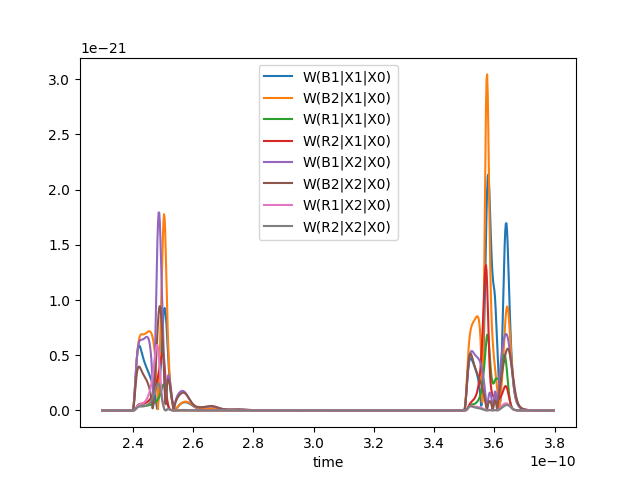 1e−21
3.0
2.5
2.0
1.5
1.0
0.5
0.0
W(B1|X1|X0)
W(B2|X1|X0)
W(R1|X1|X0)
W(R2|X1|X0)
W(B1|X2|X0)
W(B2|X2|X0)
W(R1|X2|X0)
W(R2|X2|X0)
2.4 2.6 2.8 3.0 3.2 3.4 3.6 3.8
time
1e−10